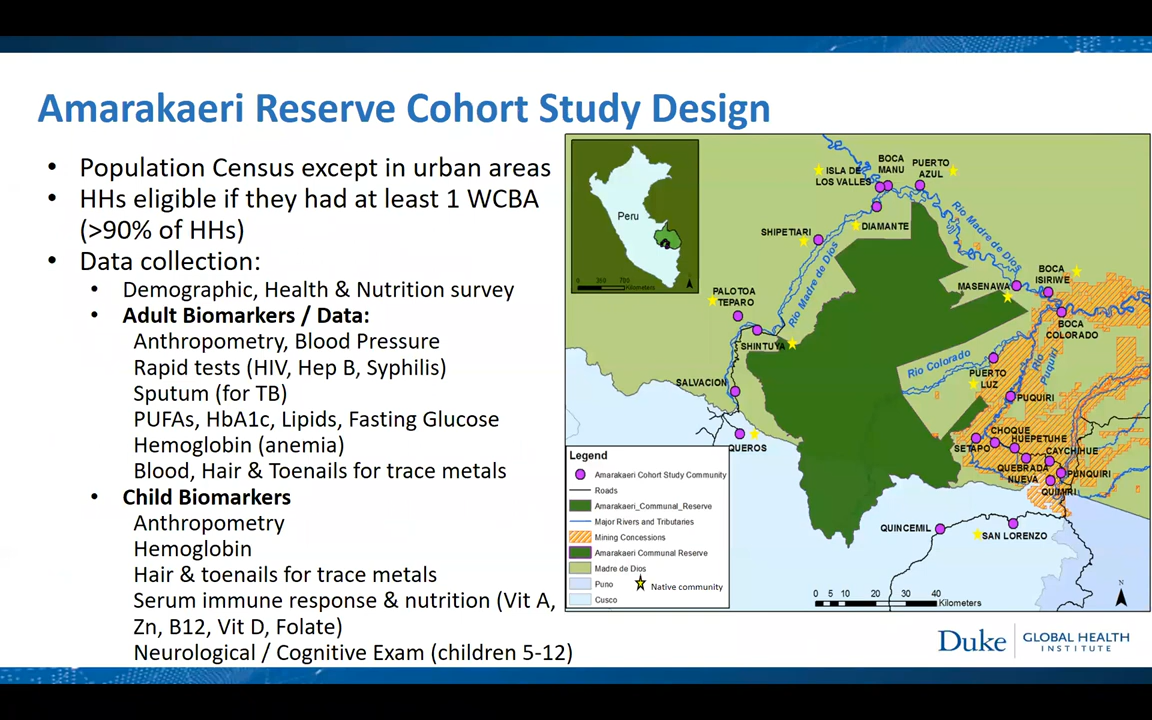 Amarakaeri Reserve Cohort Study Design
• Population Census except in urban areas
• HHs eligible if they had at least 1 WCBA
(>90% of HHs)
• Data collection:
• Demographic, Health & Nutrition survey
• Adult Biomarkers / Data:
Anthropometry, Blood Pressure
Rapid tests (HIV, Hep B, Syphilis)
Sputum (for TB)
PUFAs, HbA1c, Lipids, Fasting Glucose
Hemoglobin (anemia)
Blood, Hair & Toenails for trace metals
• Child Biomarkers
Anthropometry
Hemoglobin
Hair & toenails for trace metals
Serum immune response & nutrition (Vit A,
Zn, B12, Vit D, Folate)
Neurological / Cognitive Exam (children 5-12)
Peru
Kilometers
N
ISLA DE
LOS VALLES
BOCA
MANU
PUERTO
AZUL
DIAMANTE
SHIPETIARI
Rio Madre de Dios
Rio Madre de Dios
PALOTOA
TEPARO
SHINTUYA
SALVACION
QUEROS
MASENAWA
BOCA
ISIRIWE
BOCA
COLORADO
Rio Colorado
Rio
Puquiri
PUERTO
LUZ
PUQUIRI
CHOQUE
HUEPETUHE
SETAPO
CAYCHIHUE
QUEBRADA
NUEVA
PUNQUIRI
QUIMIRI
QUINCEMIL
SAN LORENZO
Legend
Amarakaeri Cohort Study Community
Roads
Amarakaeri_Communal_Reserve
Major Rivers and Tributaries
Mining Concessions
Amarakaeri Communal Reserve
Madre de Dios
Puno
Native community
Cusco
0 5 10 20 30 40
Kilometers
N
Duke GLOBAL HEALTH
INSTITUTE